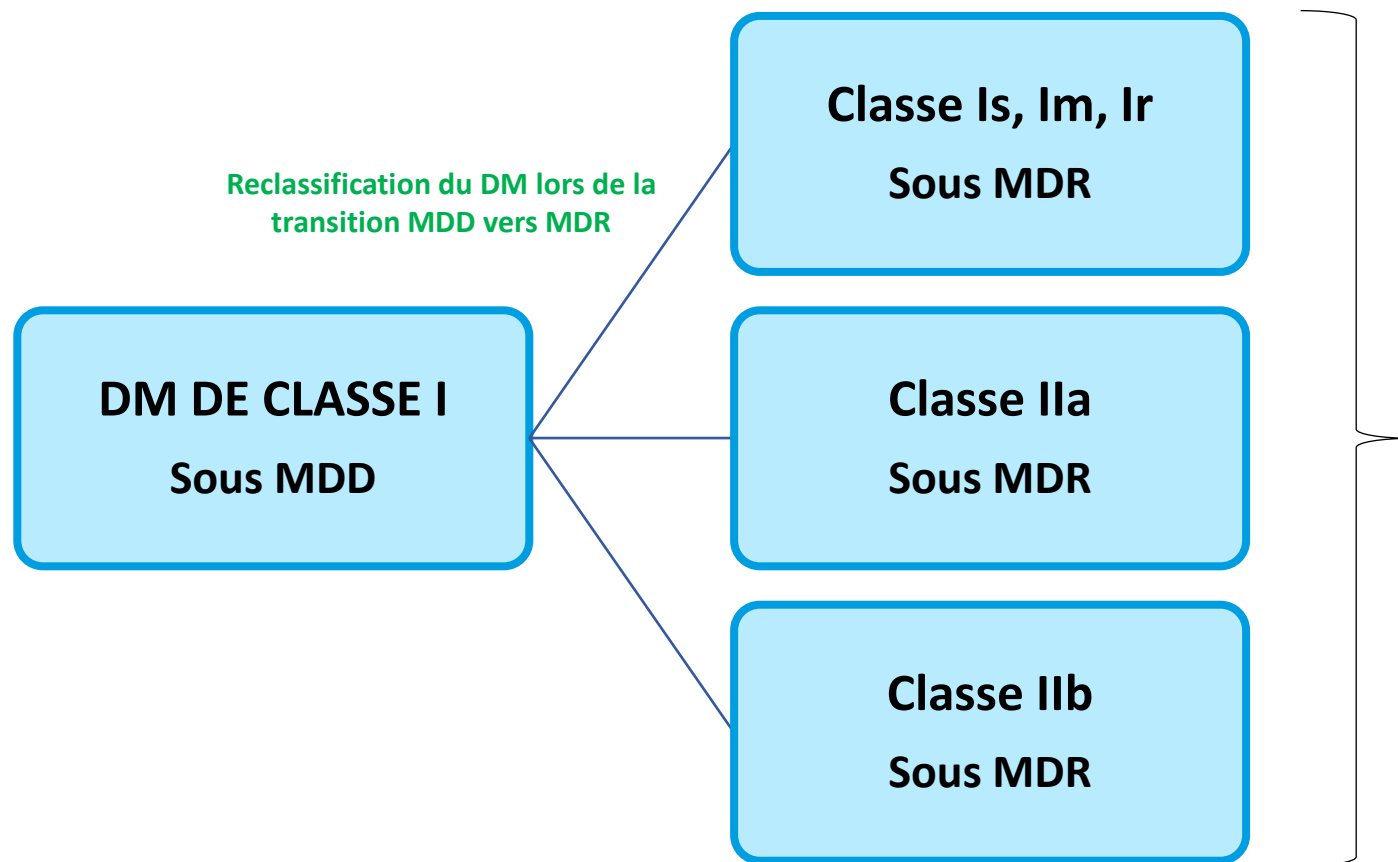 Classe Is, Im, Ir
Sous MDR
Reclassification du DM lors de la
transition MDD vers MDR
DM DE CLASSE I
Sous MDD
Classe IIa
Sous MDR
Classe IIb
Sous MDR